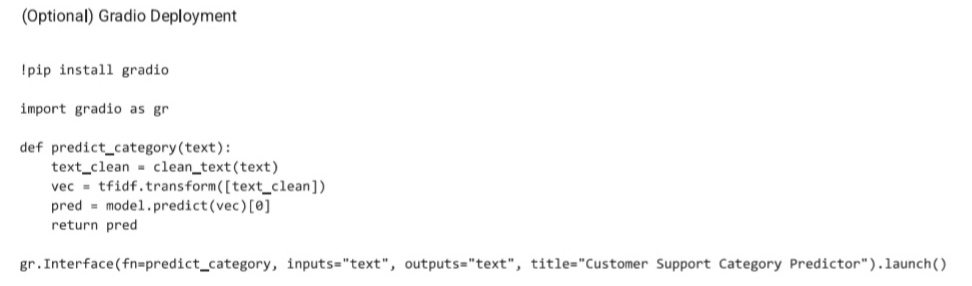 (Optional) Gradio Deployment
!pip install gradio
import gradio as gr
def predict_category(text):
    text_clean = clean_text(text)
    vec = tfidf.transform([text_clean])
    pred = model.predict(vec)[0]
    return pred
gr.Interface(fn=predict_category, inputs="text", outputs="text", title="Customer Support Category Predictor").launch()